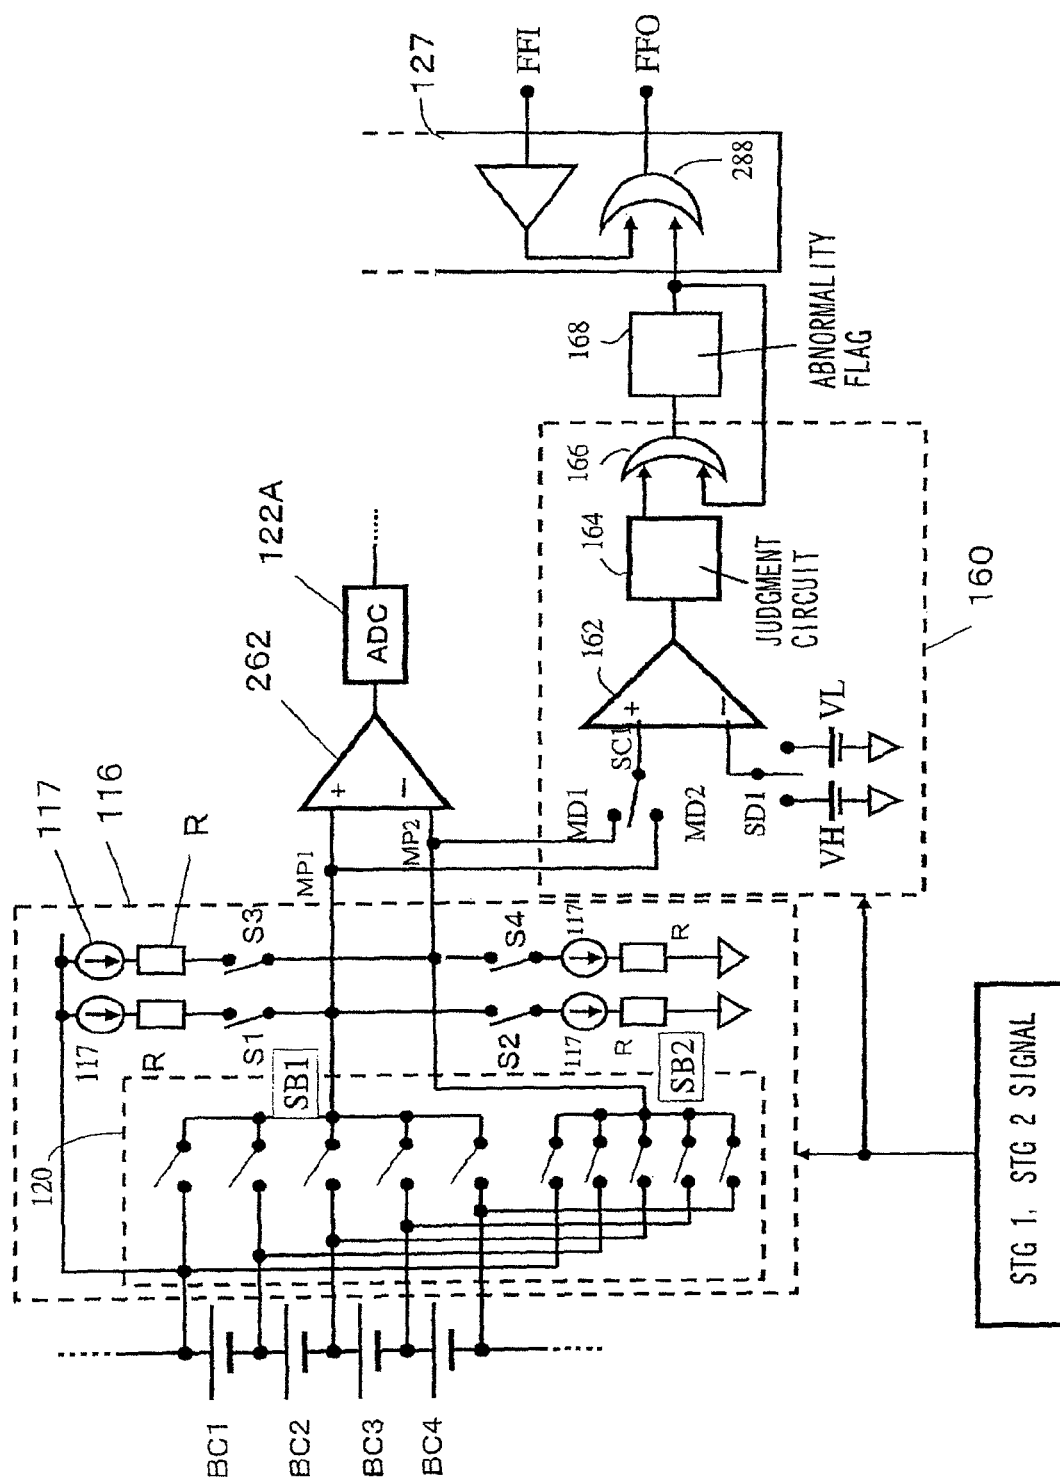 117
116
R
117
R
S3
S1
SB1
120
MP1
MP2
+
−
262
ADC
122A
S4
S2
117
117
R
R
SB2
BC1
BC2
BC3
BC4
MD1
MD2
SC1
SD1
VH
VL
+
−
162
164
JUDGMENT
CIRCUIT
166
160
168
ABNORMALITY
FLAG
127
FFI
FFO
288
STG 1, STG 2 SIGNAL